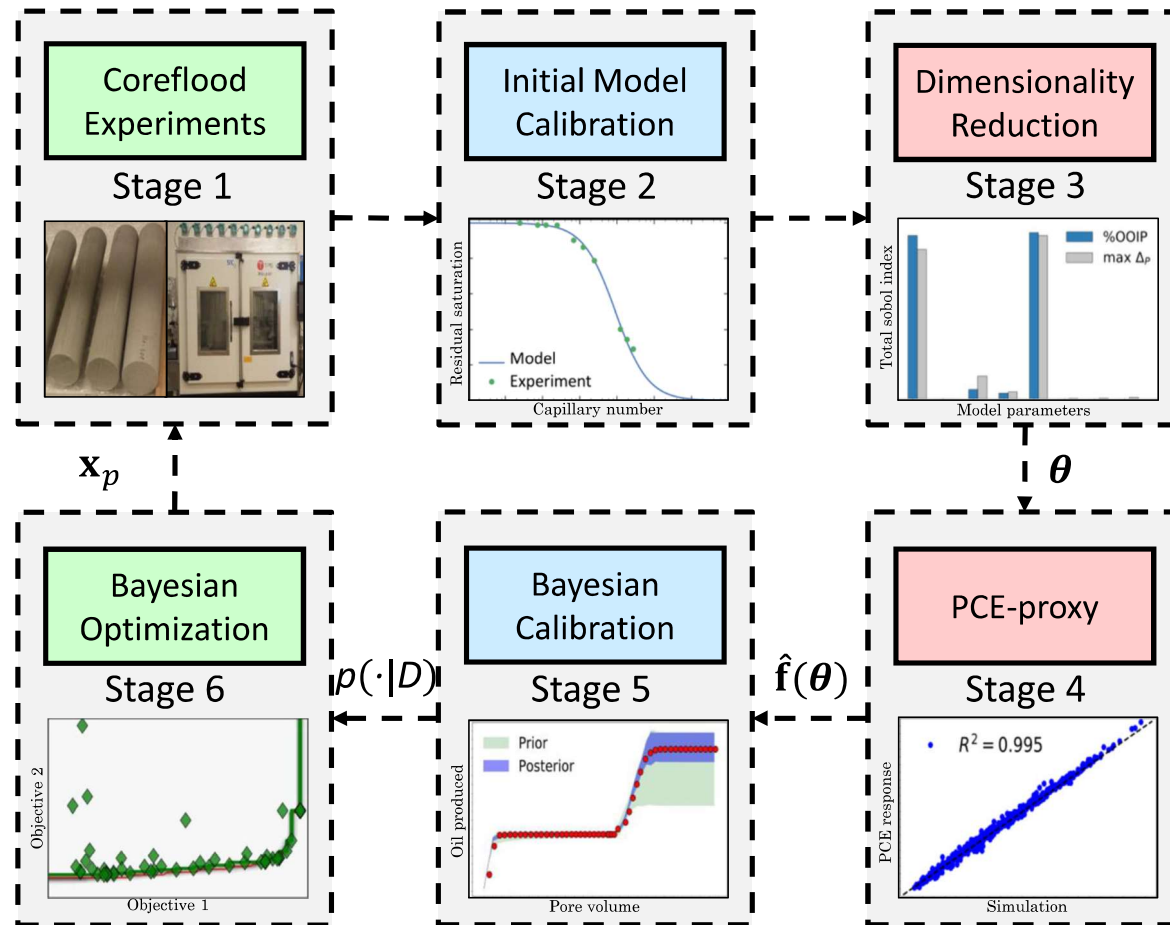 Coreflood
Experiments
Stage 1
Initial Model
Calibration
Stage 2
Residual saturation
Model
Experiment
Capillary number
Dimensionality
Reduction
Stage 3
Total sobol index
%OOIP
max Δ_P
Model parameters
𝐱_p
𝜽
Bayesian
Optimization
Stage 6
Objective 2
Objective 1
p(·|D)
Bayesian
Calibration
Stage 5
Oil produced
Prior
Posterior
Pore volume
𝐟̂(𝜽)
PCE-proxy
Stage 4
PCE response
R² = 0.995
Simulation